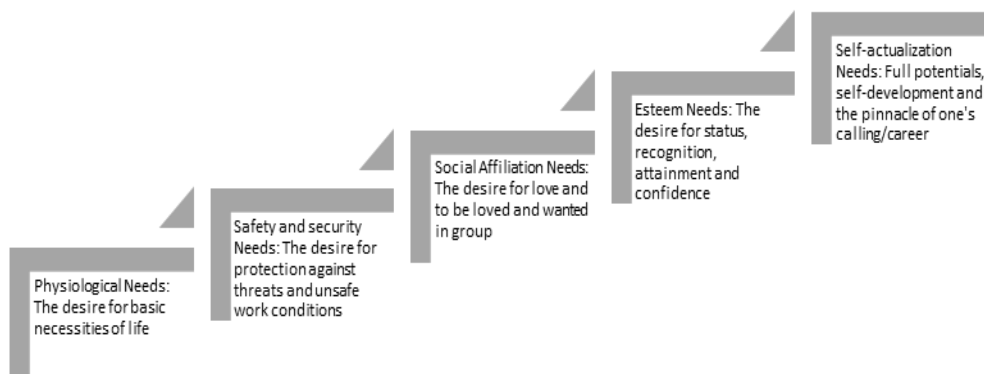 Physiological Needs:
The desire for basic
necessities of life
Safety and security
Needs: The desire for
protection against
threats and unsafe
work conditions
Social Affiliation Needs:
The desire for love and
to be loved and wanted
in group
Esteem Needs: The
desire for status,
recognition,
attainment and
confidence
Self-actualization
Needs: Full potentials,
self-development and
the pinnacle of one's
calling/career